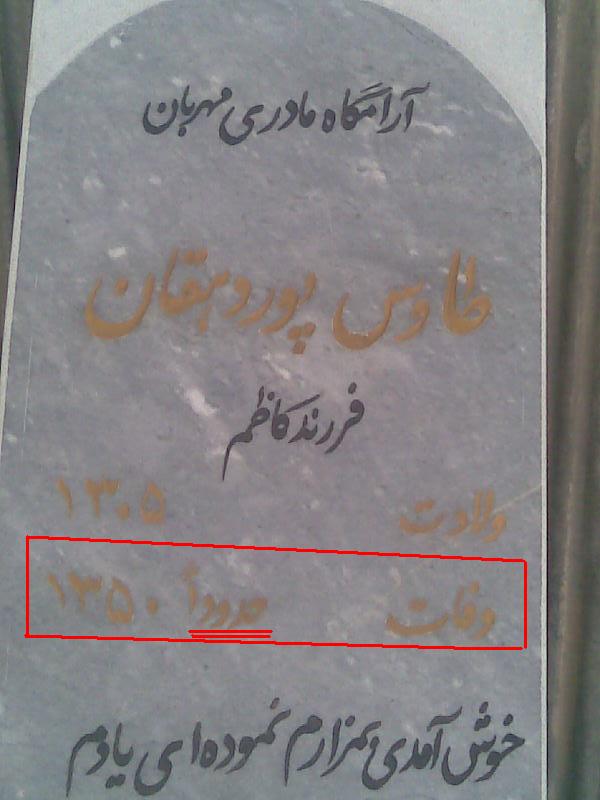 آرامگاه مادری مهربان
طاوس پوردهقان
فرزند کاظم
ولادت ۱۳۰۵
وفات حدوداً ۱۳۵۰
خوش آمدی بمزارم نموده‌ای یادم